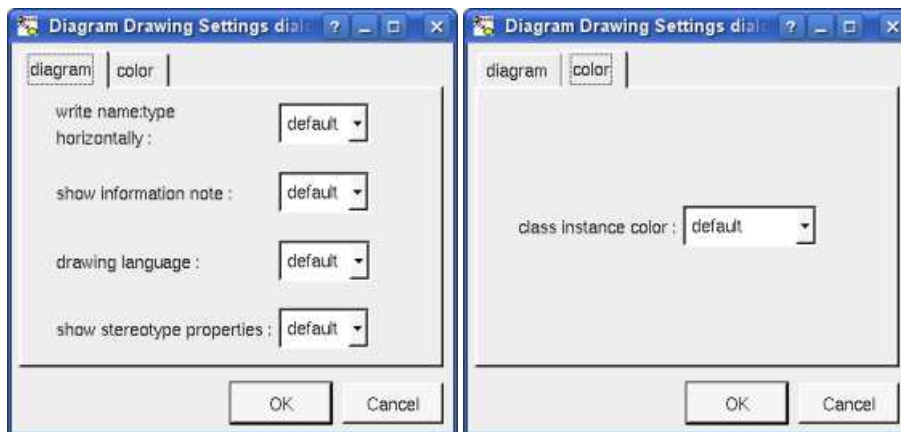 Diagram Drawing Settings dial
diagram
color
write name:type
horizontally :
default
show information note :
default
drawing language :
default
show stereotype properties :
default
OK
Cancel
Diagram Drawing Settings dial
diagram
color
class instance color :
default
OK
Cancel